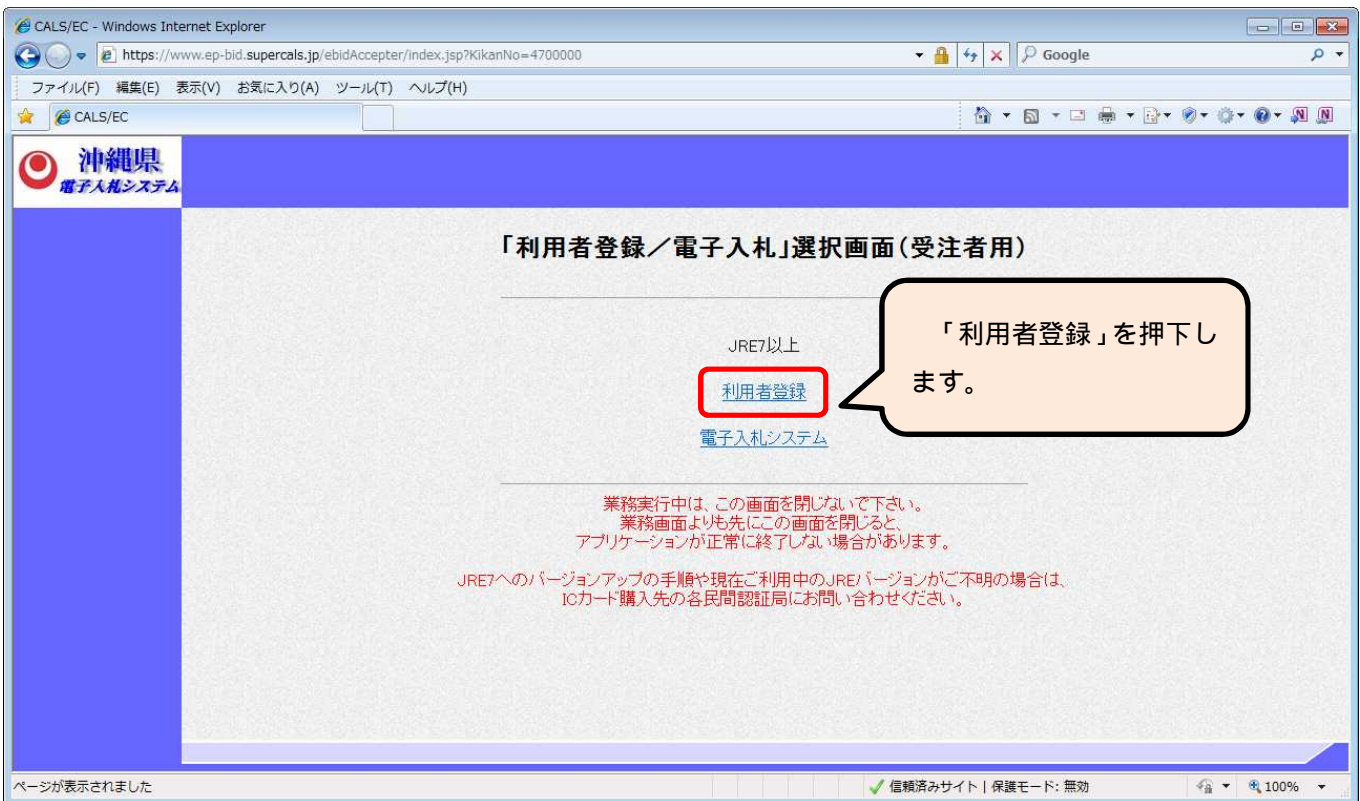 CALS/EC - Windows Internet Explorer
https://www.ep-bid.supercals.jp/ebidAccepter/index.jsp?KikanNo=4700000
Google
ファイル(F) 編集(E) 表示(V) お気に入り(A) ツール(T) ヘルプ(H)
CALS/EC
沖縄県
電子入札システム
「利用者登録／電子入札」選択画面(受注者用)
JRE7以上
利用者登録
電子入札システム
「利用者登録」を押下し
ます。
業務実行中は、この画面を閉じないで下さい。
業務画面よりも先にこの画面を閉じると、
アプリケーションが正常に終了しない場合があります。
JRE7へのバージョンアップの手順や現在ご利用中のJREバージョンがご不明の場合は、
ICカード購入先の各民間認証局にお問い合わせください。
ページが表示されました
信頼済みサイト | 保護モード: 無効
100%